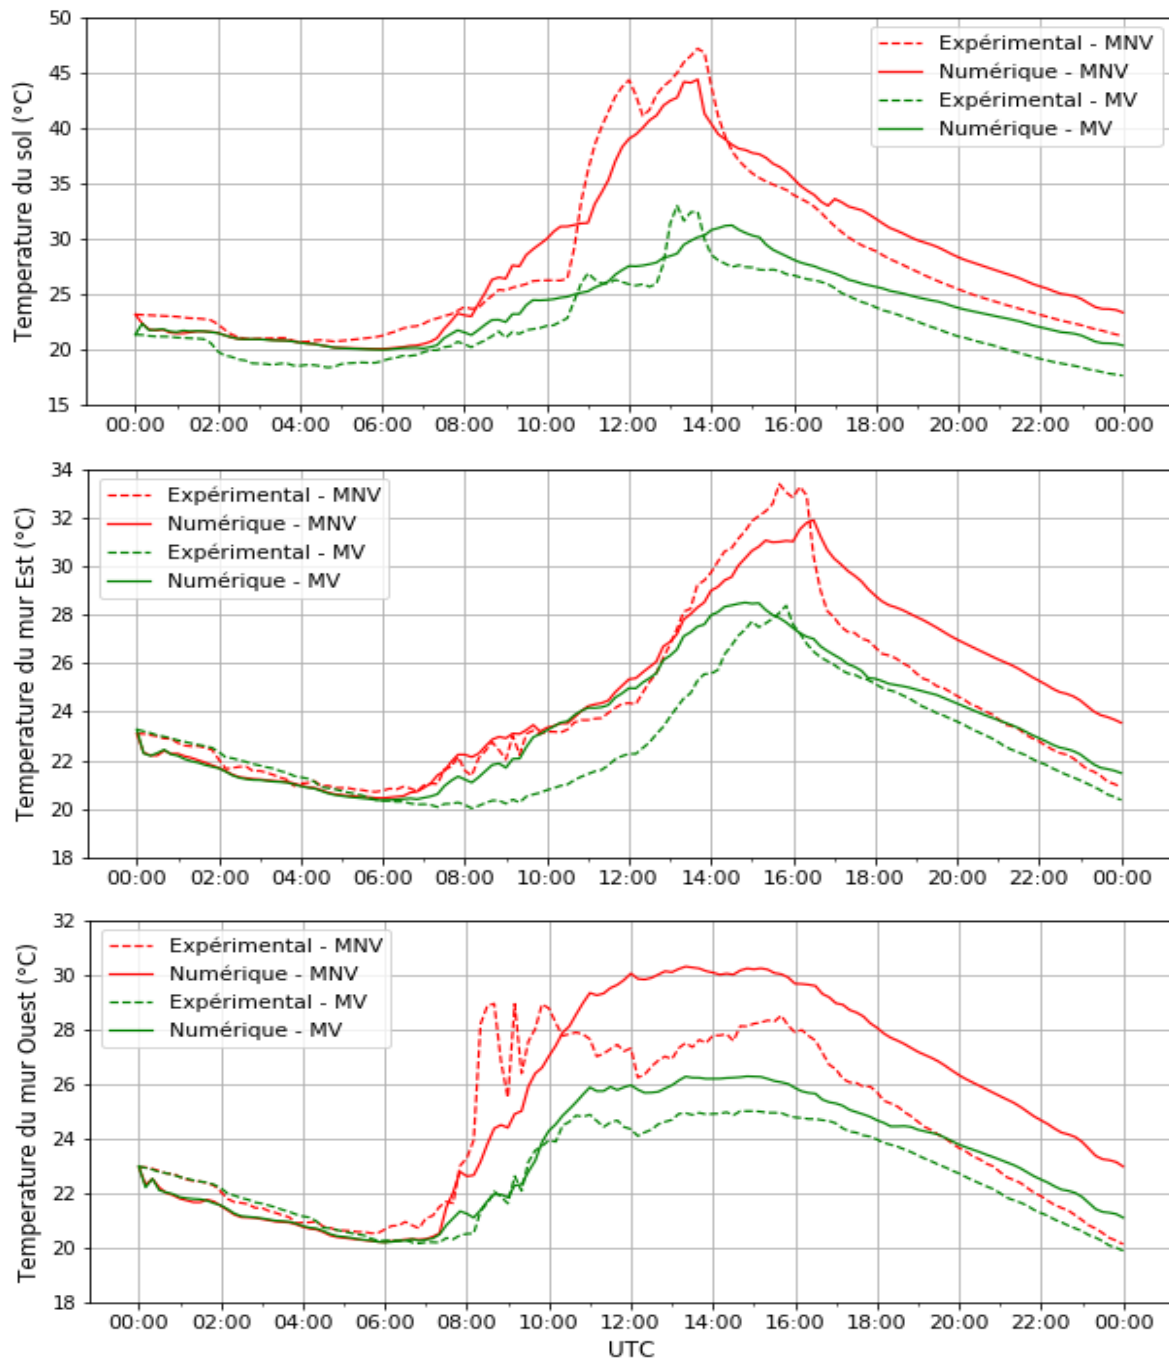 Temperature du sol (°C)
50
45
40
35
30
25
20
15
Expérimental - MNV
Numérique - MNV
Expérimental - MV
Numérique - MV
00:00 02:00 04:00 06:00 08:00 10:00 12:00 14:00 16:00 18:00 20:00 22:00 00:00
Temperature du mur Est (°C)
34
32
30
28
26
24
22
20
18
Expérimental - MNV
Numérique - MNV
Expérimental - MV
Numérique - MV
00:00 02:00 04:00 06:00 08:00 10:00 12:00 14:00 16:00 18:00 20:00 22:00 00:00
Temperature du mur Ouest (°C)
32
30
28
26
24
22
20
18
Expérimental - MNV
Numérique - MNV
Expérimental - MV
Numérique - MV
00:00 02:00 04:00 06:00 08:00 10:00 12:00 14:00 16:00 18:00 20:00 22:00 00:00
UTC